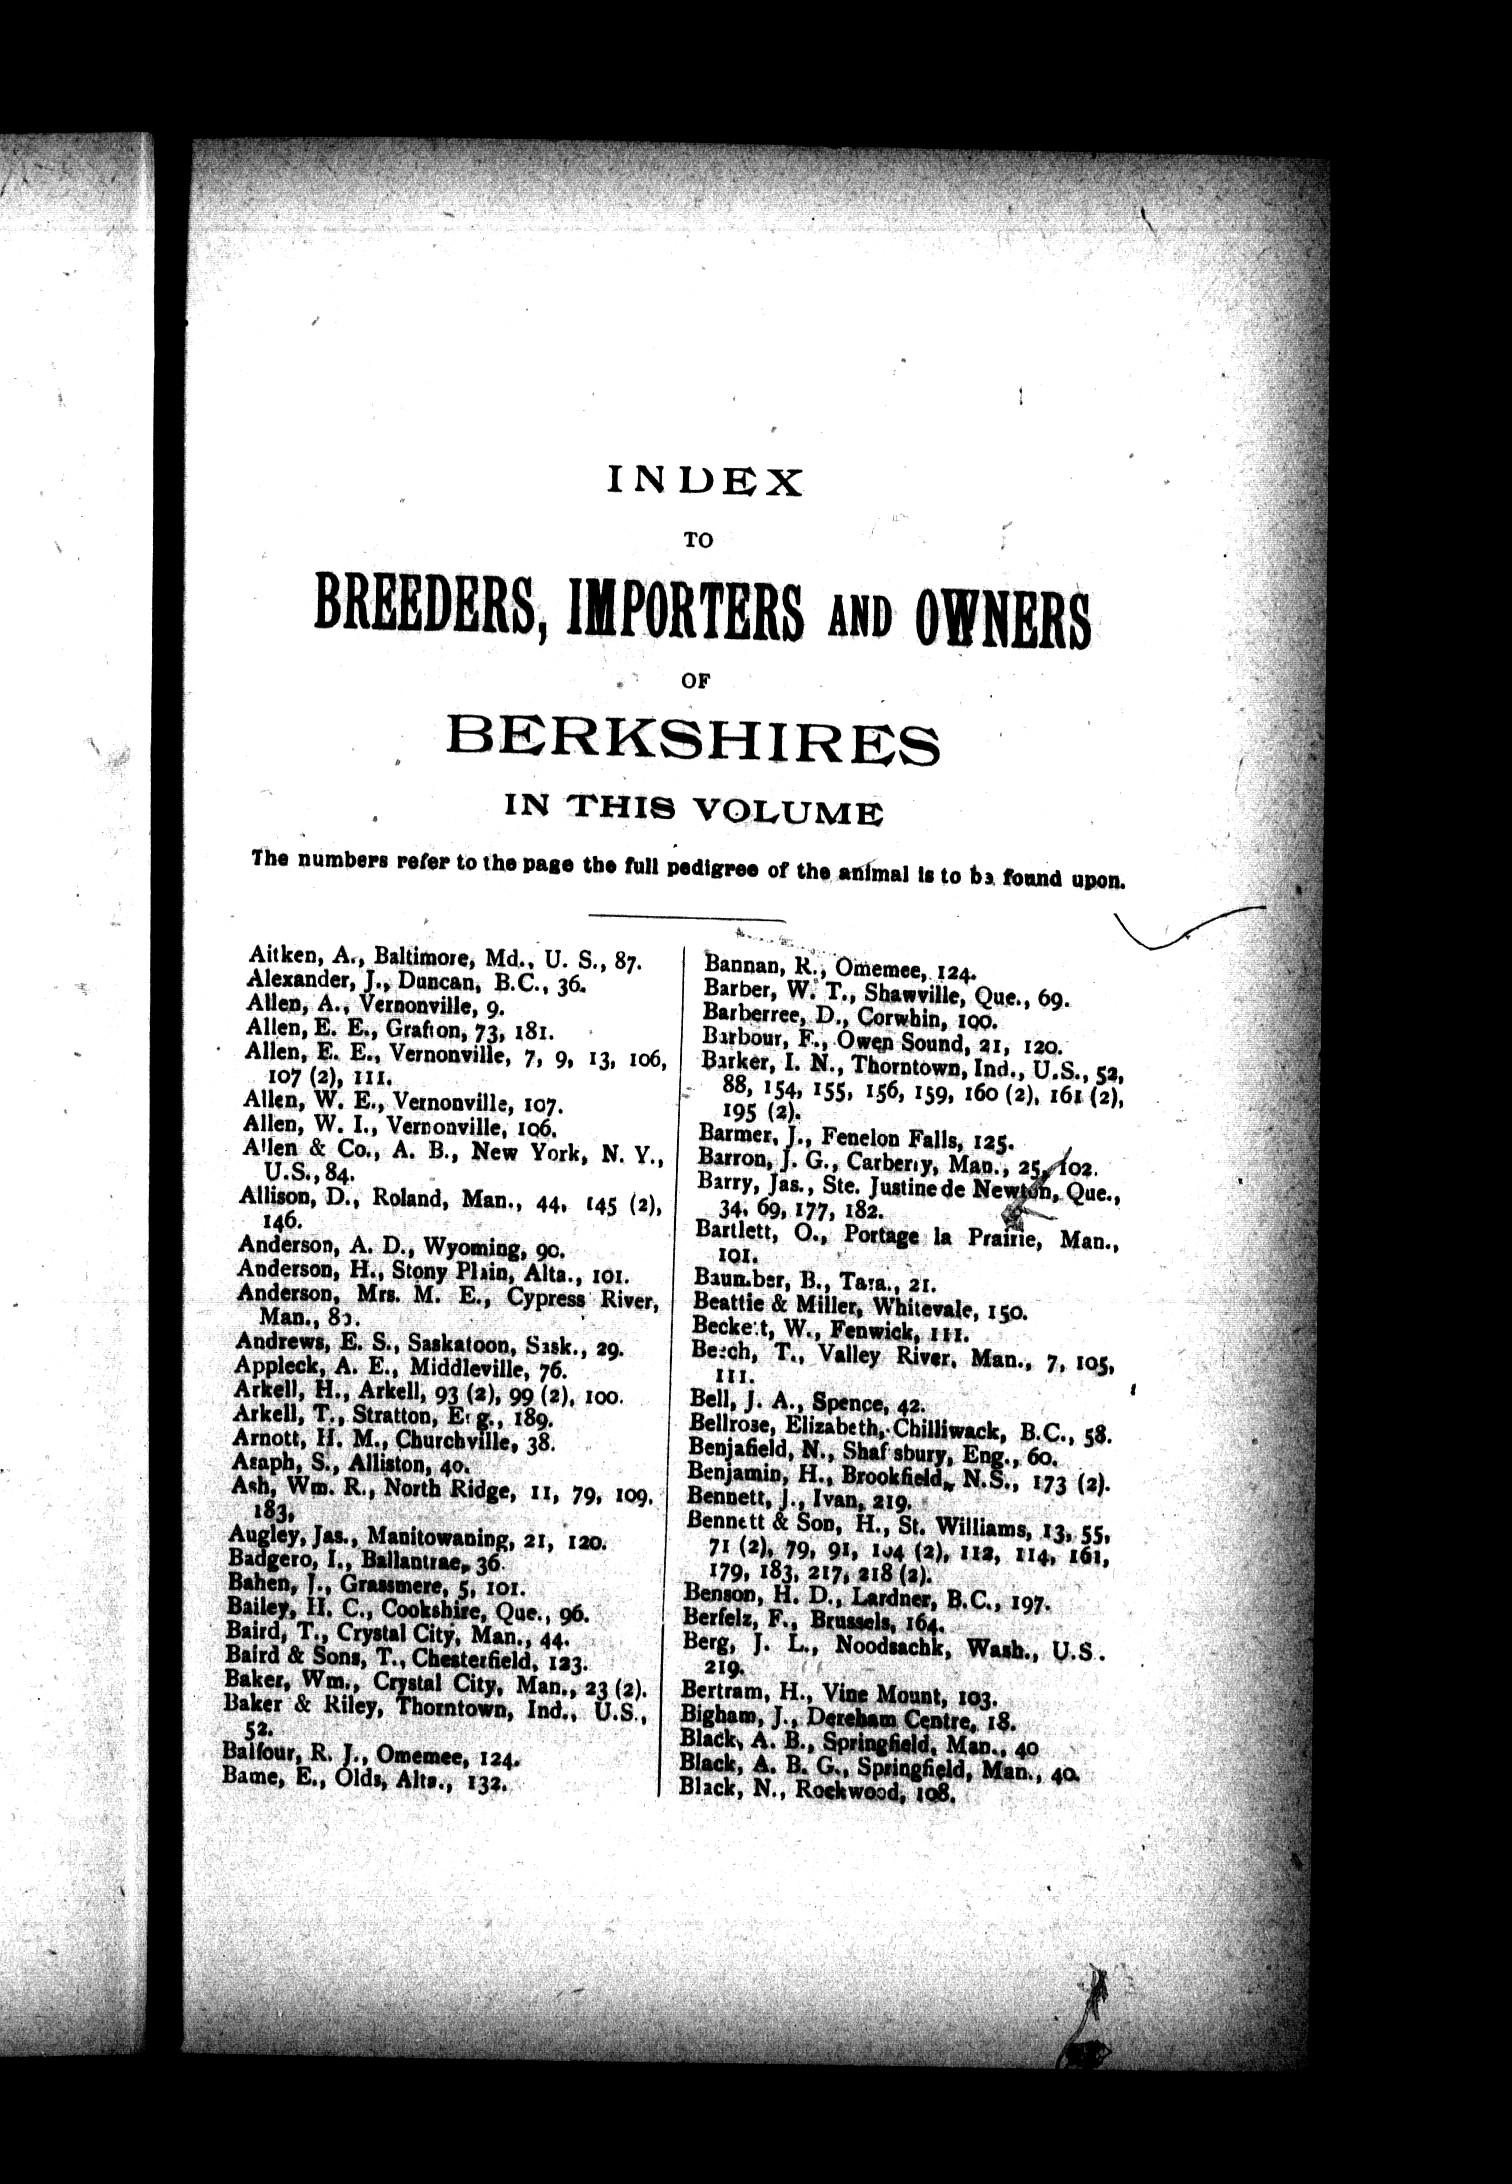 INDEX
TO
BREEDERS, IMPORTERS AND OWNERS
OF
BERKSHIRES
IN THIS VOLUME
The numbers refer to the page the full pedigree of the animal is to be found upon.
Aitken, A., Baltimore, Md., U. S., 87.
Alexander, J., Duncan, B.C., 36.
Allen, A., Vernonville, 9.
Allen, E. E., Grafton, 73, 181.
Allen, E. E., Vernonville, 7, 9, 13, 106,
107 (2), 111.
Allen, W. E., Vernonville, 107.
Allen, W. I., Vernonville, 106.
Allen & Co., A. B., New York, N. Y.,
U.S., 84.
Allison, D., Roland, Man., 44, 145 (2),
146.
Anderson, A. D., Wyoming, 90.
Anderson, H., Stony Plain, Alta., 101.
Anderson, Mrs. M. E., Cypress River,
Man., 80.
Andrews, E. S., Saskatoon, Sask., 29.
Appleck, A. E., Middleville, 76.
Arkell, H., Arkell, 93 (2), 99 (2), 100.
Arkell, T., Stratton, Eng., 189.
Arnott, H. M., Churchville, 38.
Asaph, S., Alliston, 40.
Ash, Wm. R., North Ridge, 11, 79, 109,
183,
Augley, Jas., Manitowaning, 21, 120.
Badgero, I., Ballantrae, 36.
Bahen, J., Grassmere, 5, 101.
Bailey, H. C., Cookshire, Que., 96.
Baird, T., Crystal City, Man., 44.
Baird & Sons, T., Chesterfield, 123.
Baker, Wm., Crystal City, Man., 23 (2).
Baker & Riley, Thorntown, Ind., U.S.,
52.
Balfour, R. J., Omemee, 124.
Bame, E., Olds, Alta., 132.
Bannan, R., Omemee, 124.
Barber, W. T., Shawville, Que., 69.
Barberree, D., Corwhin, 100.
Barbour, F., Owen Sound, 21, 120.
Barker, I. N., Thorntown, Ind., U.S., 52,
88, 154, 155, 156, 159, 160 (2), 161 (2),
195 (2).
Barmer, J., Fenelon Falls, 125.
Barron, J. G., Carberry, Man., 25, 102.
Barry, Jas., Ste. Justine de Newton, Que.,
34, 69, 177, 182.
Bartlett, O., Portage la Prairie, Man.,
101.
Baumber, B., Tara., 21.
Beattie & Miller, Whitevale, 150.
Beckett, W., Fenwick, 111.
Beech, T., Valley River, Man., 7, 105,
111.
Bell, J. A., Spence, 42.
Bellrose, Elizabeth, Chilliwack, B.C., 58.
Benjafield, N., Shaf sbury, Eng., 60.
Benjamin, H., Brookfield, N.S., 173 (2).
Bennett, J., Ivan, 219.
Bennett & Son, H., St. Williams, 13, 55,
71 (2), 79, 91, 104 (2), 112, 114, 161,
179, 183, 217, 218 (2).
Benson, H. D., Lardner, B.C., 197.
Berfelz, F., Brussels, 164.
Berg, J. L., Noodsachk, Wash., U.S.
219.
Bertram, H., Vine Mount, 103.
Bigham, J., Dereham Centre, 18.
Black, A. B., Springfield, Man., 40
Black, A. B. G., Springfield, Man., 40.
Black, N., Rockwood, 108.